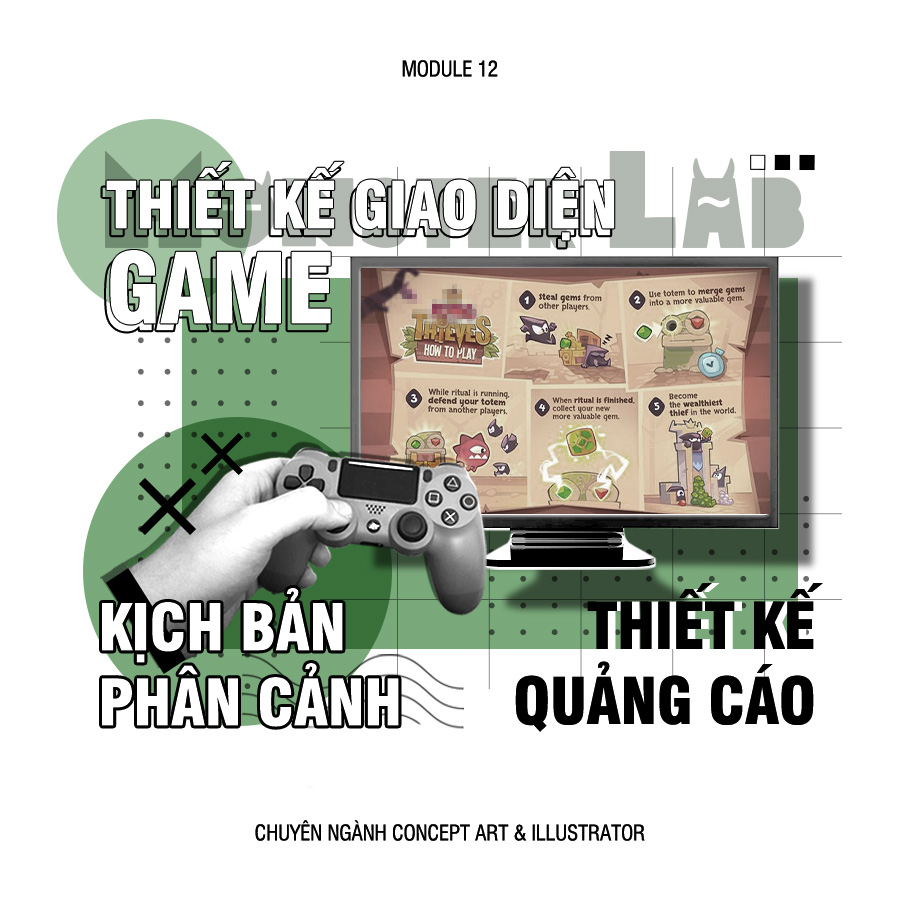 MODULE 12
MONSTER LAB
THIẾT KẾ GIAO DIỆN
GAME
THIEVES
HOW TO PLAY
1 Steal gems from
other players.
2 Use totem to merge gems
into a more valuable gem.
3 While ritual is running,
defend your totem
from another players.
4 When ritual is finished,
collect your new
more valuable gem.
5 Become
the wealthiest
thief in the world.
KỊCH BẢN
PHÂN CẢNH
THIẾT KẾ
QUẢNG CÁO
CHUYÊN NGÀNH CONCEPT ART & ILLUSTRATOR